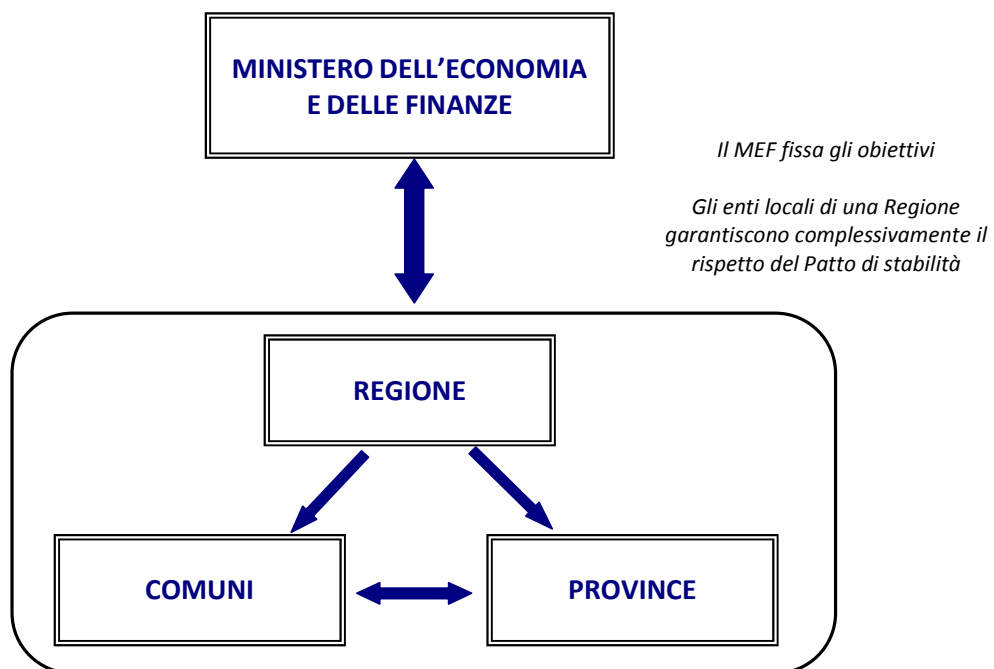 MINISTERO DELL’ECONOMIA
E DELLE FINANZE
Il MEF fissa gli obiettivi
Gli enti locali di una Regione
garantiscono complessivamente il
rispetto del Patto di stabilità
REGIONE
COMUNI
PROVINCE